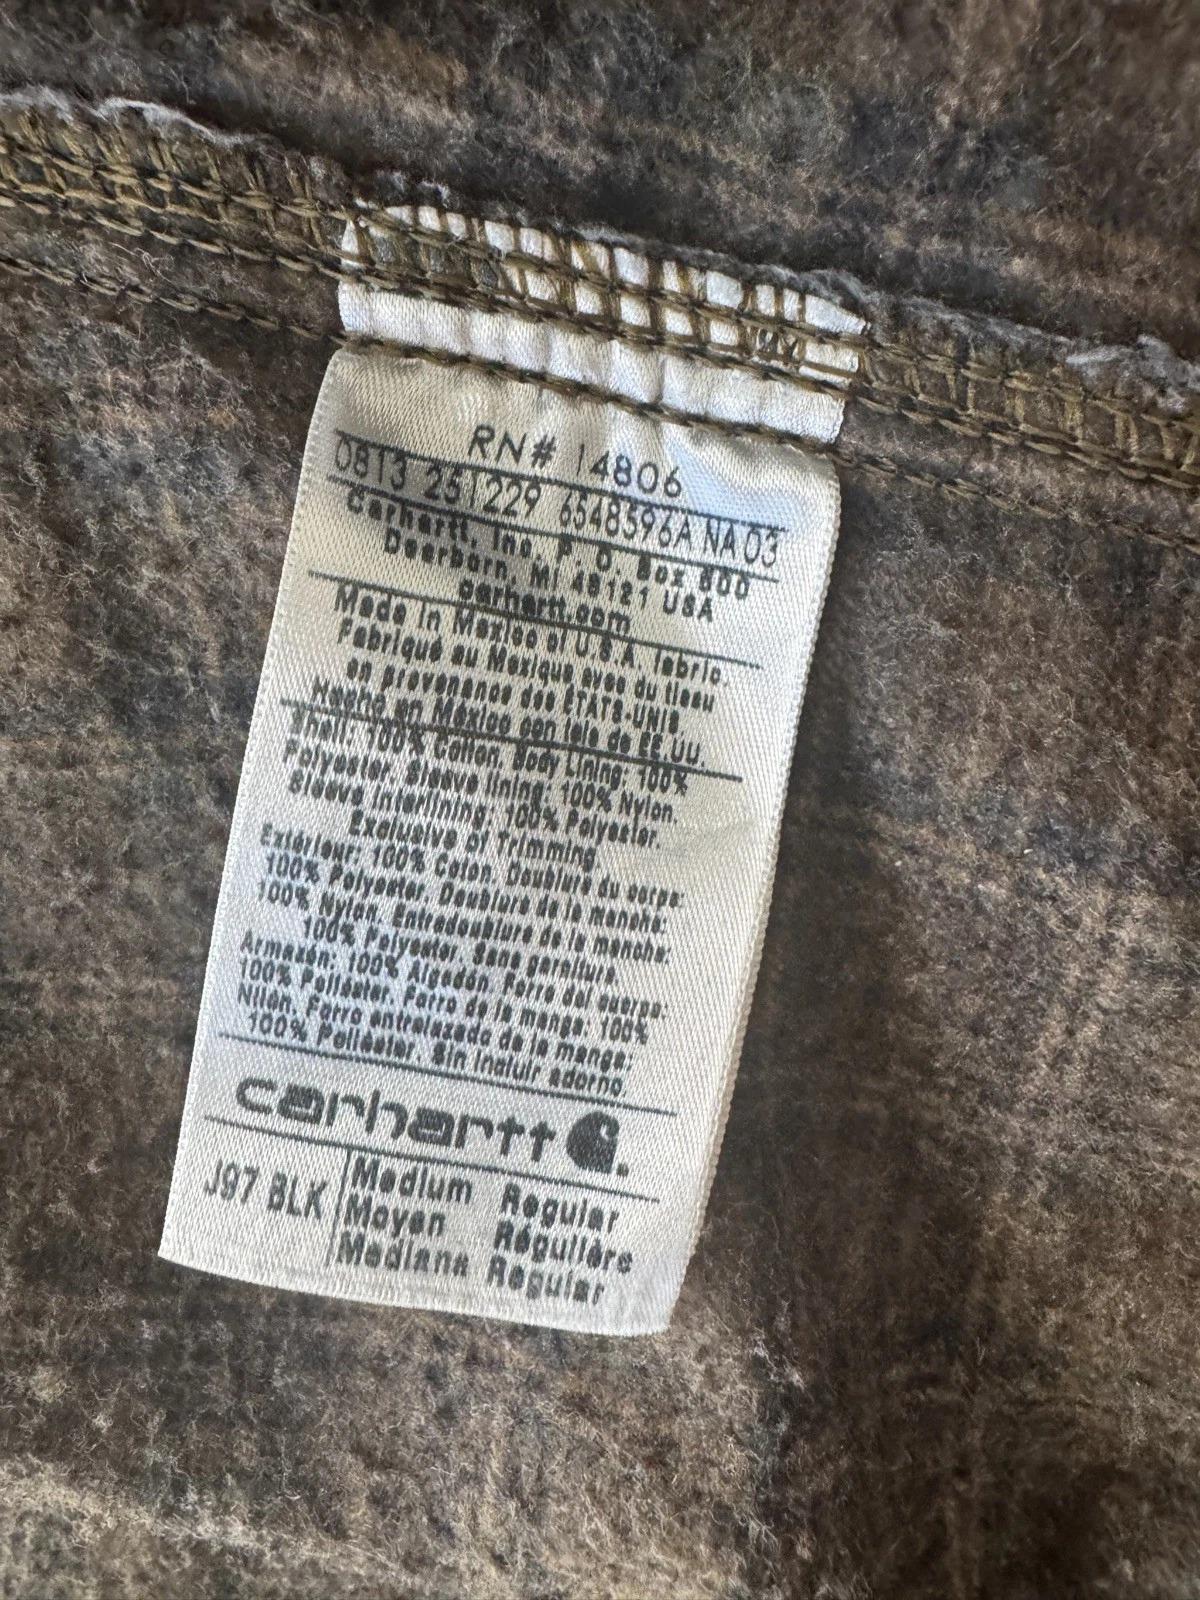 RN# 14806
0813 251229 6548596A NA 03
Carhartt, Inc. P. O. Box 600
Dearborn, MI 48121 USA
carhartt.com
Made in Mexico of U.S.A. fabric.
Fabriqué au Mexique avec du tissu
en provenance des ÉTATS-UNIS
Hecho en México con tela de EE.UU.
Shell: 100% Cotton. Body Lining: 100%
Polyester. Sleeve lining: 100% Nylon.
Sleeve interlining: 100% Polyester.
Exclusive of Trimming
Extérieur: 100% Coton. Doublure du corps:
100% Polyester. Doublure de la manche:
100% Nylon. Entredoublure de la manche:
100% Polyester. Sans garniture.
Armazón: 100% Algodón. Forro del cuerpo:
100% Poliéster. Forro de la manga: 100%
Nilón. Forro entrelazado de la manga:
100% Poliéster. Sin incluir adorno
carhartt
J97 BLK
Medium Regular
Moyen Régulière
Mediana Regular